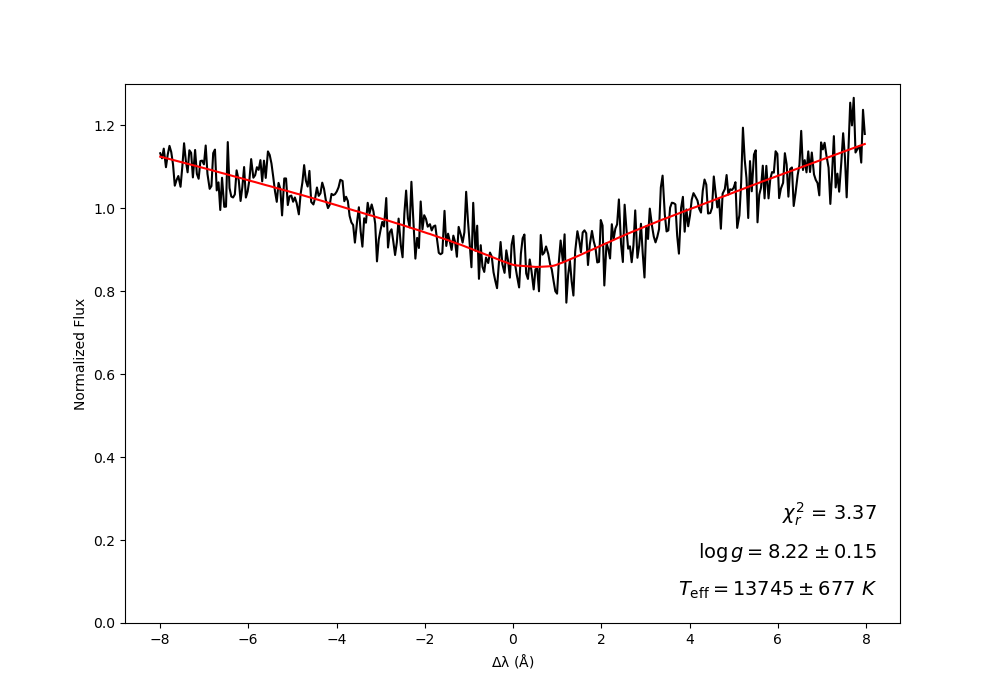 1.2
1.0
0.8
0.6
0.4
0.2
0.0
Normalized Flux
χ²ᵣ = 3.37
log g = 8.22 ± 0.15
T_eff = 13745 ± 677 K
−8 −6 −4 −2 0 2 4 6 8
Δλ (Å)